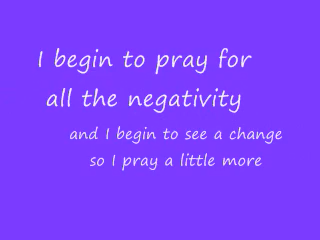 I begin to pray for
all the negativity
and I begin to see a change
so I pray a little more